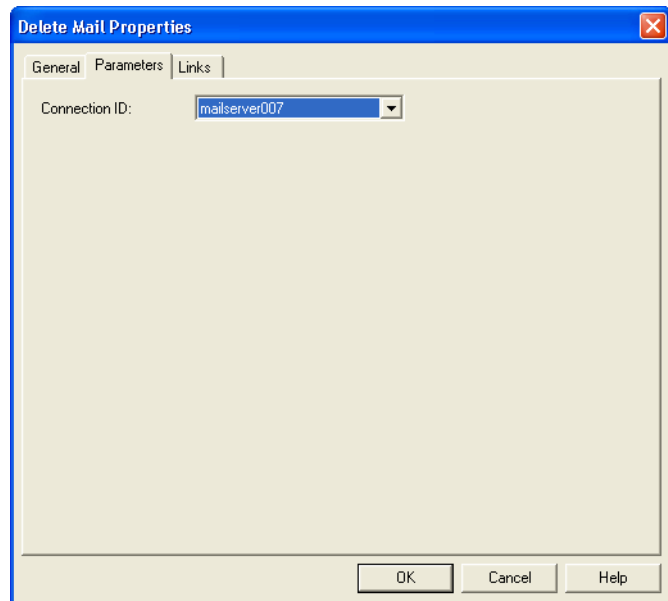 Delete Mail Properties
General Parameters Links
Connection ID: mailserver007
OK Cancel Help